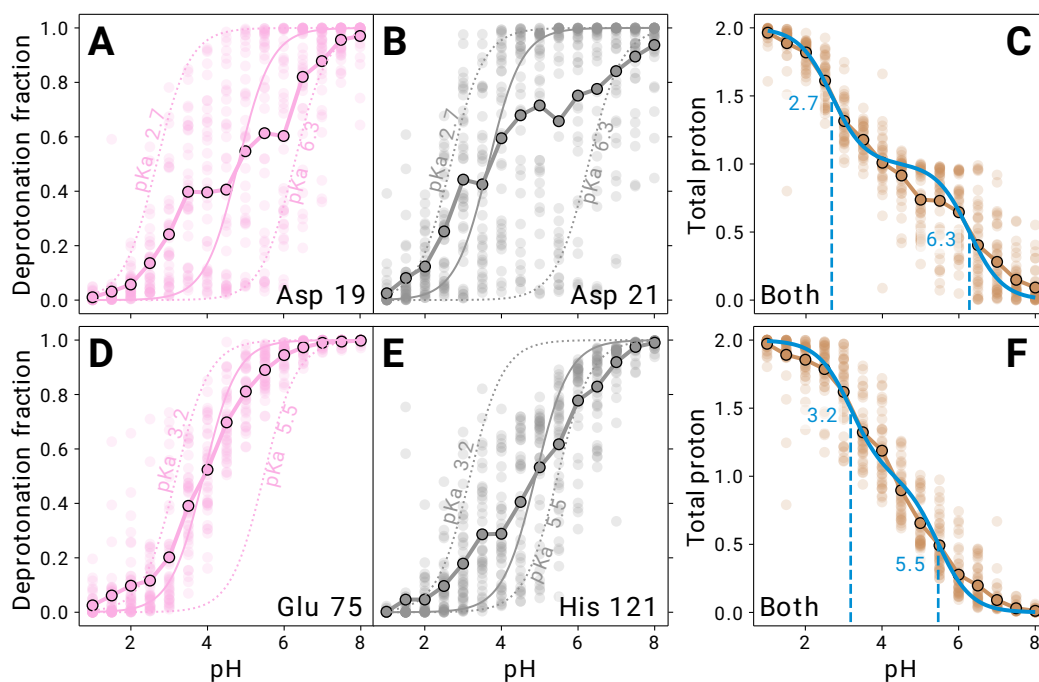 A
B
C
Deprotonation fraction
1.0
0.8
0.6
0.4
0.2
0.0
pKa 2.7
pKa 6.3
Asp 19
pKa 2.7
pKa 6.3
Asp 21
Total proton
2.0
1.5
1.0
0.5
0.0
2.7
6.3
Both
D
E
F
Deprotonation fraction
1.0
0.8
0.6
0.4
0.2
0.0
pKa 3.2
pKa 5.5
Glu 75
pKa 3.2
pKa 5.5
His 121
Total proton
2.0
1.5
1.0
0.5
0.0
3.2
5.5
Both
2 4 6 8
2 4 6 8
2 4 6 8
pH
pH
pH